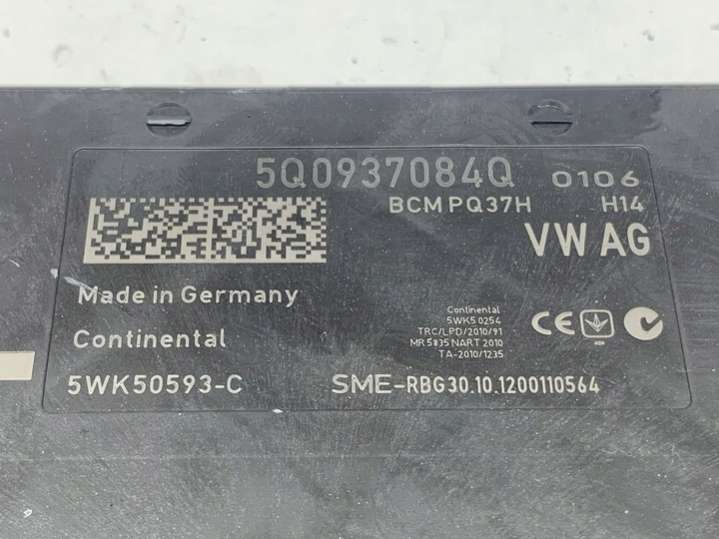 5Q0937084Q 0106
BCM PQ37H H14
VW AG
Made in Germany
Continental
5WK50593-C
Continental
5WK5 0254
TRC/LPD/2010/91
MR 5835 NART 2010
TA-2010/1235
CE
SME-RBG30.10.1200110564